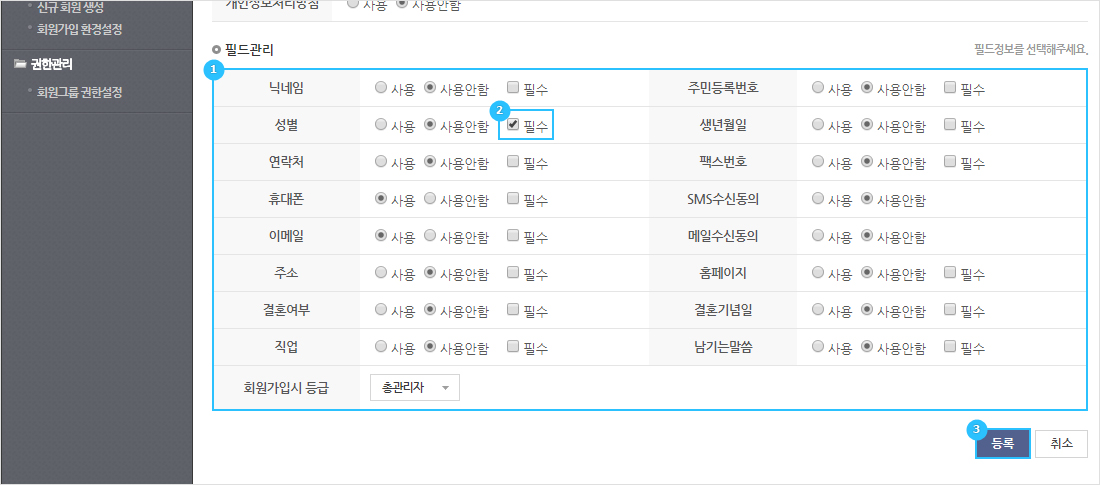 신규 회원 생성
회원가입 환경설정
권한관리
회원그룹 권한설정
개인정보처리방침 사용 사용안함
필드관리 필드정보를 선택해주세요.
1
닉네임 사용 사용안함 필수 주민등록번호 사용 사용안함 필수
2
성별 사용 사용안함 필수 생년월일 사용 사용안함 필수
연락처 사용 사용안함 필수 팩스번호 사용 사용안함 필수
휴대폰 사용 사용안함 필수 SMS수신동의 사용 사용안함
이메일 사용 사용안함 필수 메일수신동의 사용 사용안함
주소 사용 사용안함 필수 홈페이지 사용 사용안함 필수
결혼여부 사용 사용안함 필수 결혼기념일 사용 사용안함 필수
직업 사용 사용안함 필수 남기는말씀 사용 사용안함 필수
회원가입시 등급 총관리자
3
등록 취소